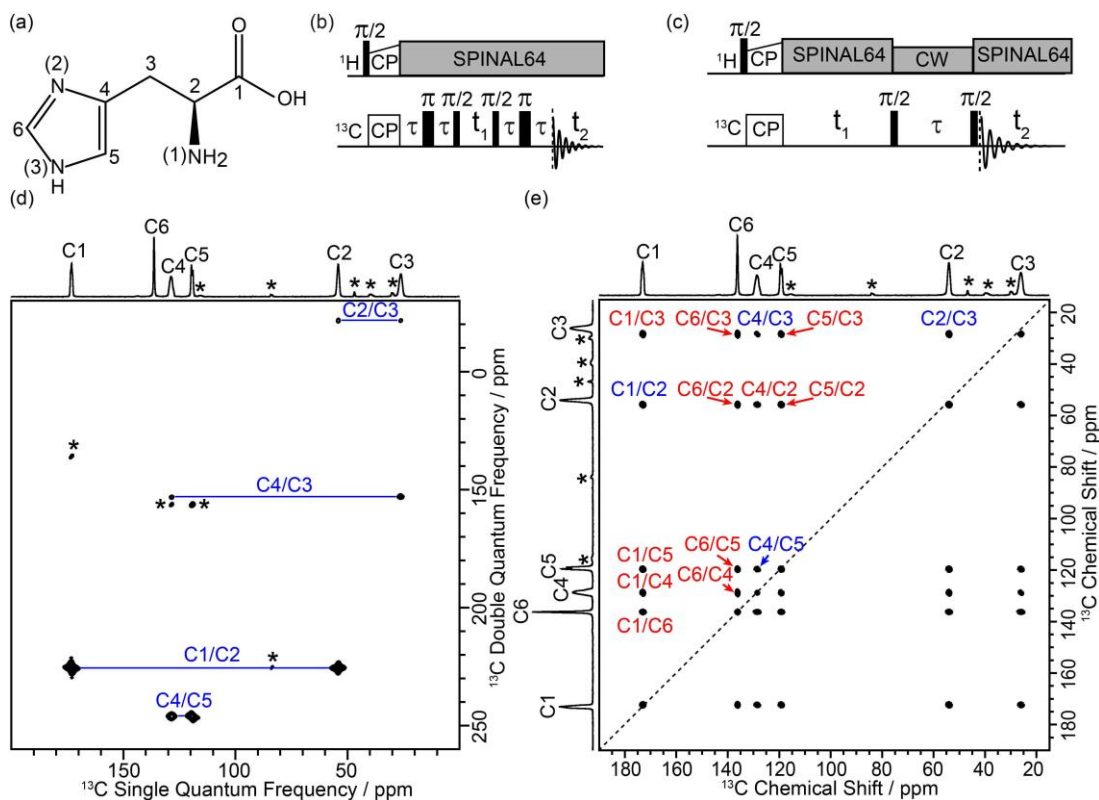 (a)
(2)
N
3
O
4
2
1
OH
6
5
(3)N
H
(1)NH2
(b)
π/2
1H
CP
SPINAL64
π π/2 π/2 π
13C
CP
τ τ t1 τ τ t2
(c)
π/2
1H
CP
SPINAL64
CW
SPINAL64
π/2 π/2
13C
CP
t1 τ t2
(d)
C1
C6
C4
C5
*
*
C2
*
*
*
C3
C2/C3
*
C4/C3
* *
C1/C2
*
C4/C5
0
150
200
250
13C Double Quantum Frequency / ppm
150 100 50
13C Single Quantum Frequency / ppm
(e)
C1
C6
C4
C5
*
*
C2
*
*
*
C3
C3
*
*
*
C2
*
*
C5
C4
C6
C1
C1/C3 C6/C3 C4/C3 C5/C3 C2/C3
C1/C2 C6/C2 C4/C2 C5/C2
C1/C5 C6/C5 C4/C5
C1/C4 C6/C4
C1/C6
20
40
60
80
100
120
140
160
180
13C Chemical Shift / ppm
180 160 140 120 100 80 60 40 20
13C Chemical Shift / ppm